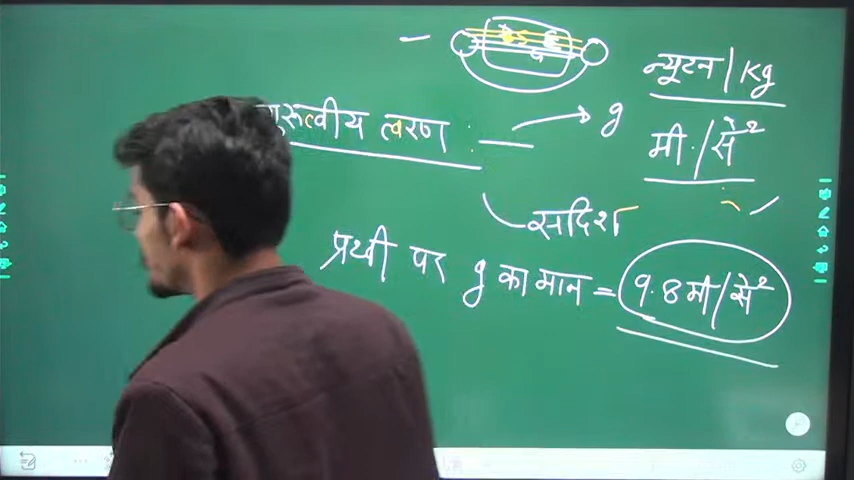 न्यूटन/kg
गुरुत्वीय त्वरण : — → g
मी./से²
सदिश
प्रथ्वी पर g का मान = 9.8 मी/से²